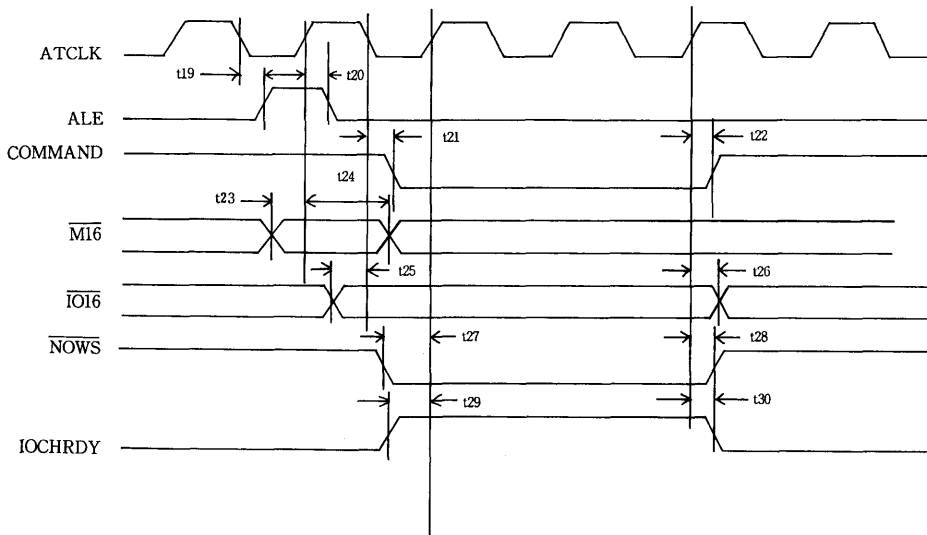 ATCLK
t19
t20
ALE
t21
t22
COMMAND
t24
t23
M16
t25
t26
IO16
t27
t28
NOWS
t29
t30
IOCHRDY